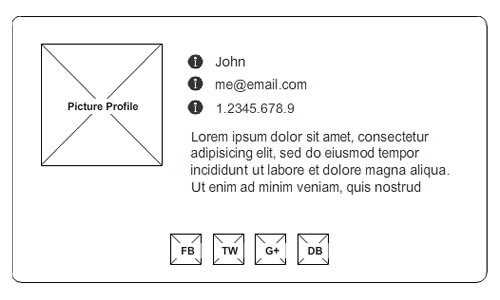 Picture Profile
John
me@email.com
1.2345.678.9
Lorem ipsum dolor sit amet, consectetur
adipisicing elit, sed do eiusmod tempor
incididunt ut labore et dolore magna aliqua.
Ut enim ad minim veniam, quis nostrud
FB TW G+ DB